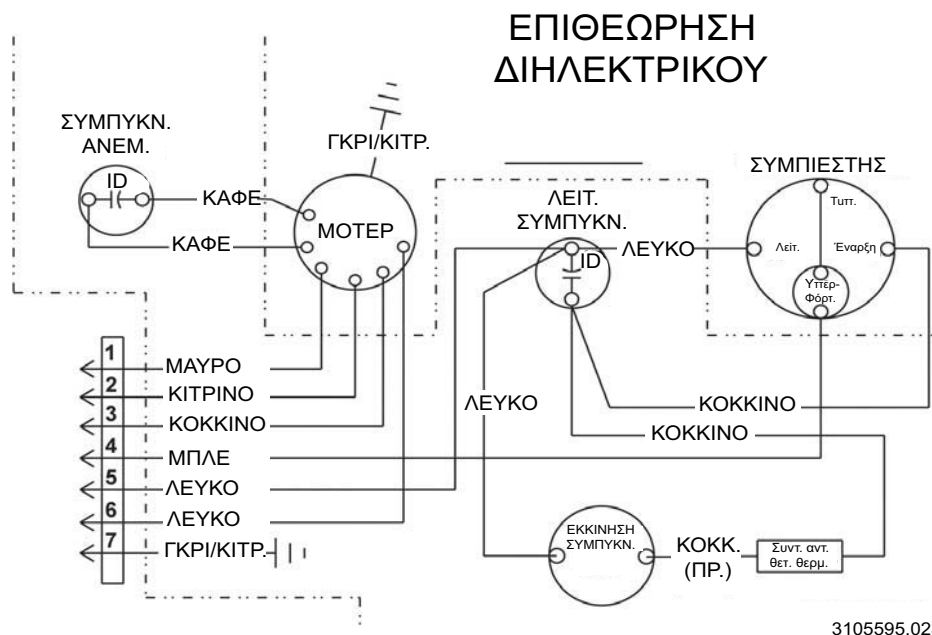 ΕΠΙΘΕΩΡΗΣΗ
ΔΙΗΛΕΚΤΡΙΚΟΥ
ΣΥΜΠΥΚΝ.
ΑΝΕΜ.
ID
ΓΚΡΙ/ΚΙΤΡ.
ΚΑΦΕ
ΚΑΦΕ
ΜΟΤΕΡ
ΛΕΙΤ.
ΣΥΜΠΥΚΝ.
ID
ΛΕΥΚΟ
ΣΥΜΠΙΕΣΤΗΣ
Τυπ.
Λείτ.
Έναρξη
Υπέρ-
Φόρτ.
1
ΜΑΥΡΟ
2
ΚΙΤΡΙΝΟ
3
ΚΟΚΚΙΝΟ
4
ΜΠΛΕ
5
ΛΕΥΚΟ
6
ΛΕΥΚΟ
7
ΓΚΡΙ/ΚΙΤΡ.
ΛΕΥΚΟ
ΚΟΚΚΙΝΟ
ΚΟΚΚΙΝΟ
ΕΚΚΙΝΗΣΗ
ΣΥΜΠΥΚΝ.
ΚΟΚΚ.
(ΠΡ.)
Συντ. αντ.
θετ. θερμ.
3105595.02